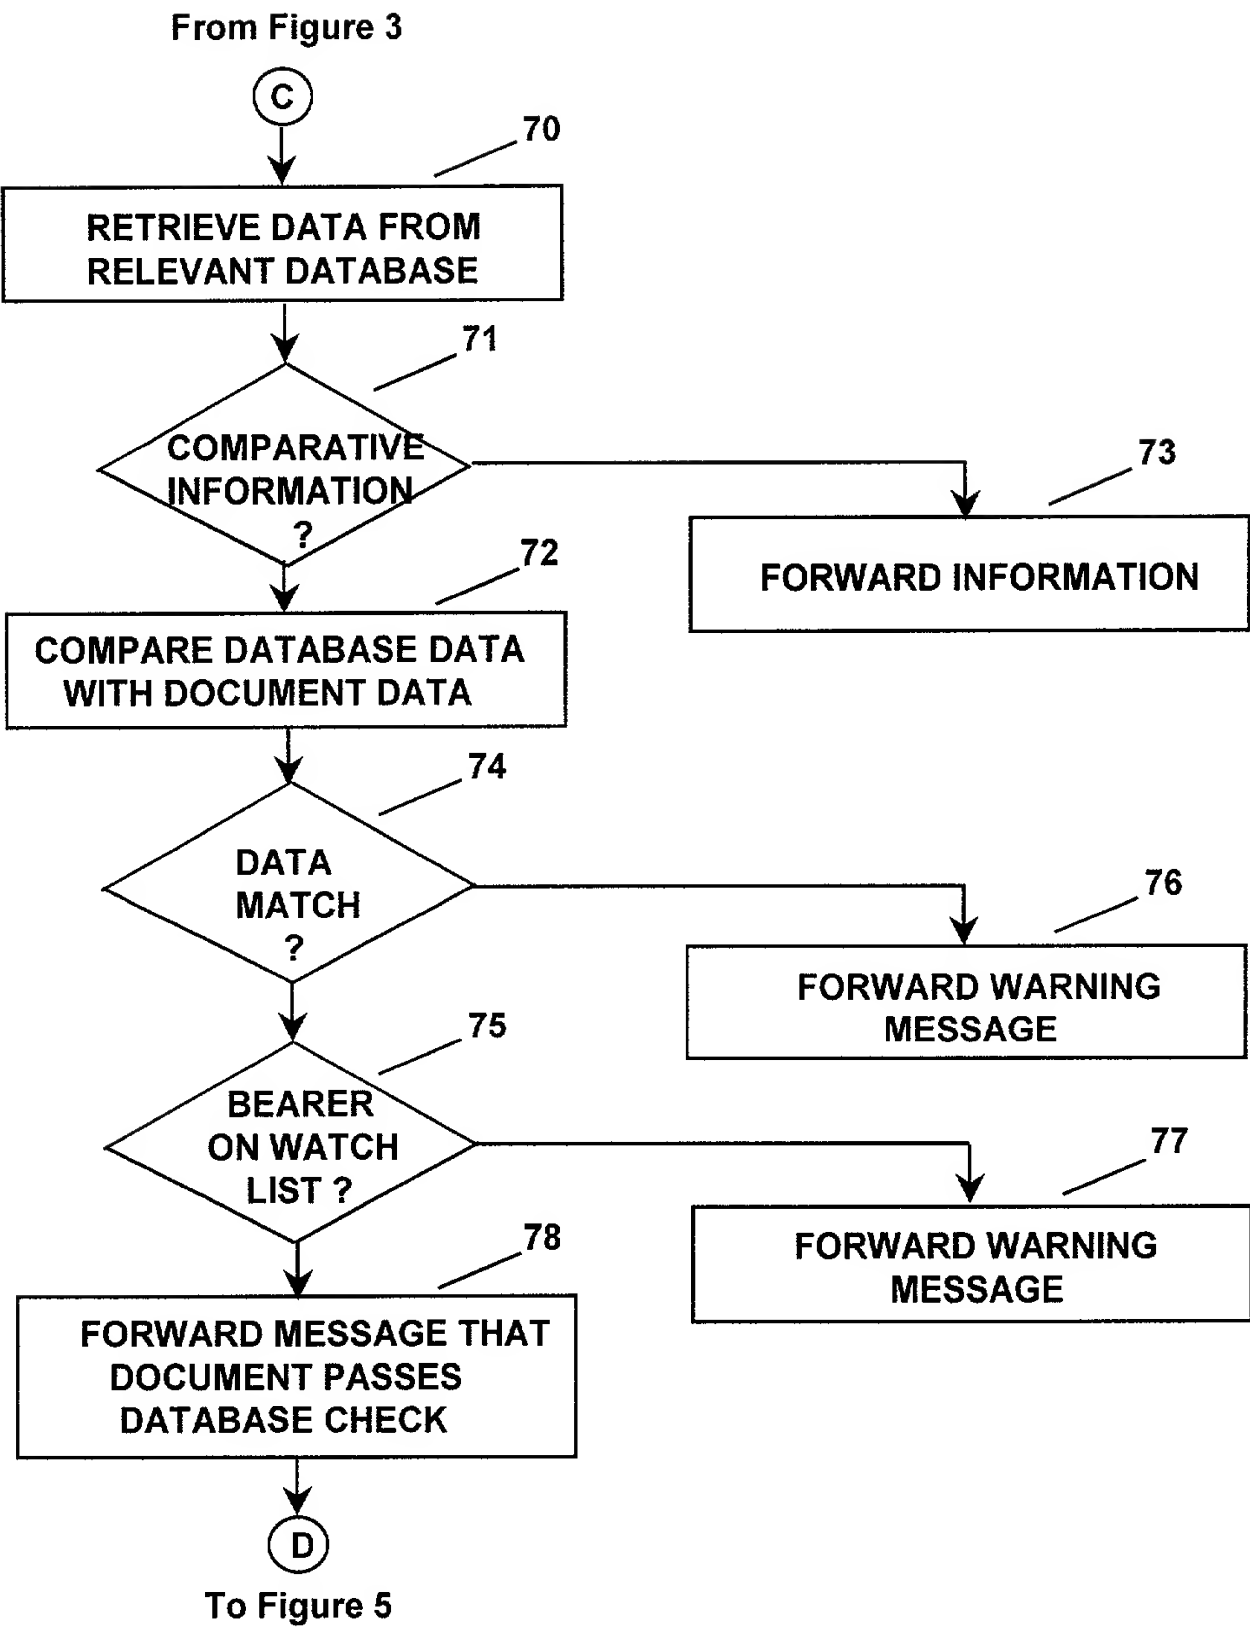 From Figure 3
C
70
RETRIEVE DATA FROM
RELEVANT DATABASE
71
COMPARATIVE
INFORMATION
?
73
FORWARD INFORMATION
72
COMPARE DATABASE DATA
WITH DOCUMENT DATA
74
DATA
MATCH
?
76
FORWARD WARNING
MESSAGE
75
BEARER
ON WATCH
LIST ?
77
FORWARD WARNING
MESSAGE
78
FORWARD MESSAGE THAT
DOCUMENT PASSES
DATABASE CHECK
D
To Figure 5